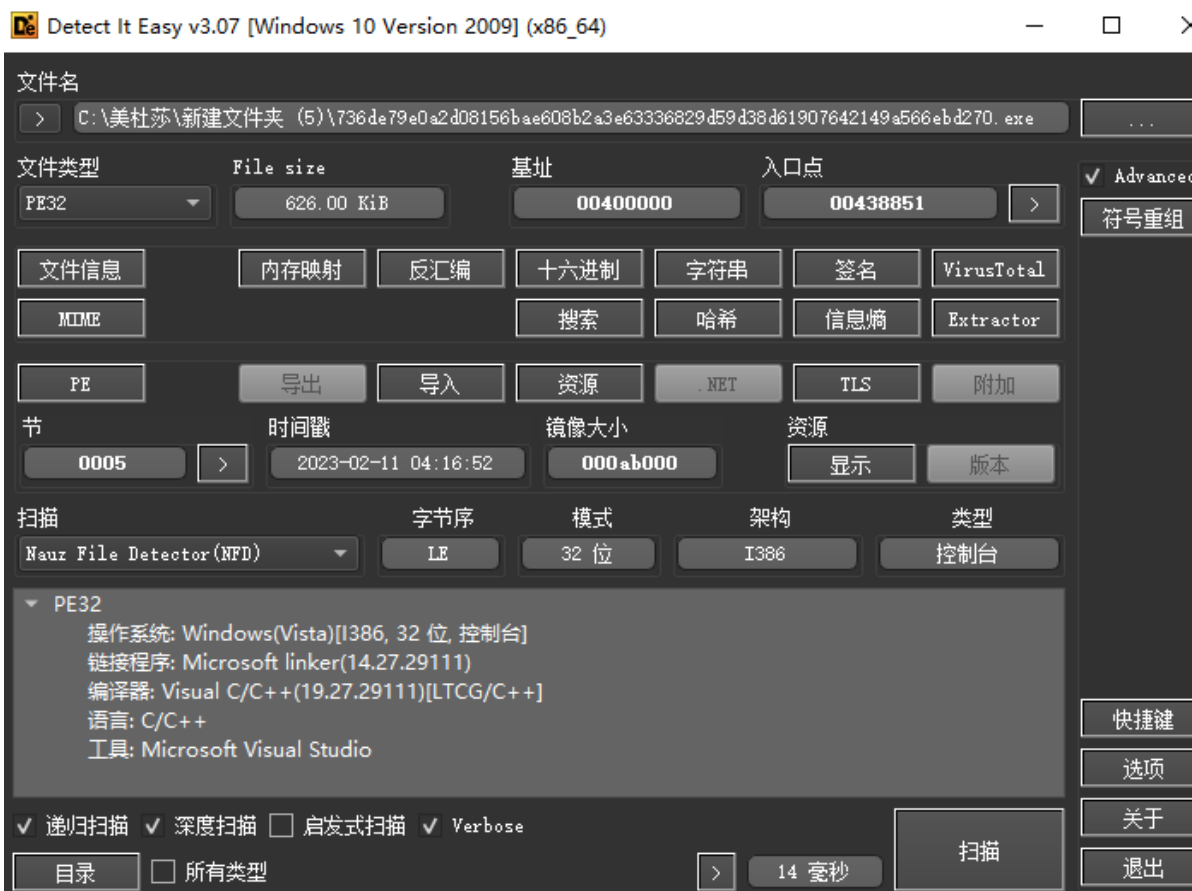 Detect It Easy v3.07 [Windows 10 Version 2009] (x86_64)
文件名
> C:\美杜莎\新建文件夹 (5)\736de79e0a2d08156bae608b2a3e63336829d59d38d61907642149a566ebd270.exe ...
文件类型 File size 基址 入口点 Advanced
PE32 626.00 KiB 00400000 00438851 > 符号重组
文件信息 内存映射 反汇编 十六进制 字符串 签名 VirusTotal
MIME 搜索 哈希 信息熵 Extractor
PE 导出 导入 资源 .NET TLS 附加
节 时间戳 镜像大小 资源
0005 > 2023-02-11 04:16:52 000ab000 显示 版本
扫描 字节序 模式 架构 类型
Nauz File Detector(NFD) LE 32 位 I386 控制台
PE32
操作系统: Windows(Vista)[I386, 32 位, 控制台]
链接程序: Microsoft linker(14.27.29111)
编译器: Visual C/C++(19.27.29111)[LTCG/C++]
语言: C/C++
工具: Microsoft Visual Studio
快捷键
选项
递归扫描 深度扫描 启发式扫描 Verbose 关于
目录 所有类型 > 14 毫秒 扫描 退出